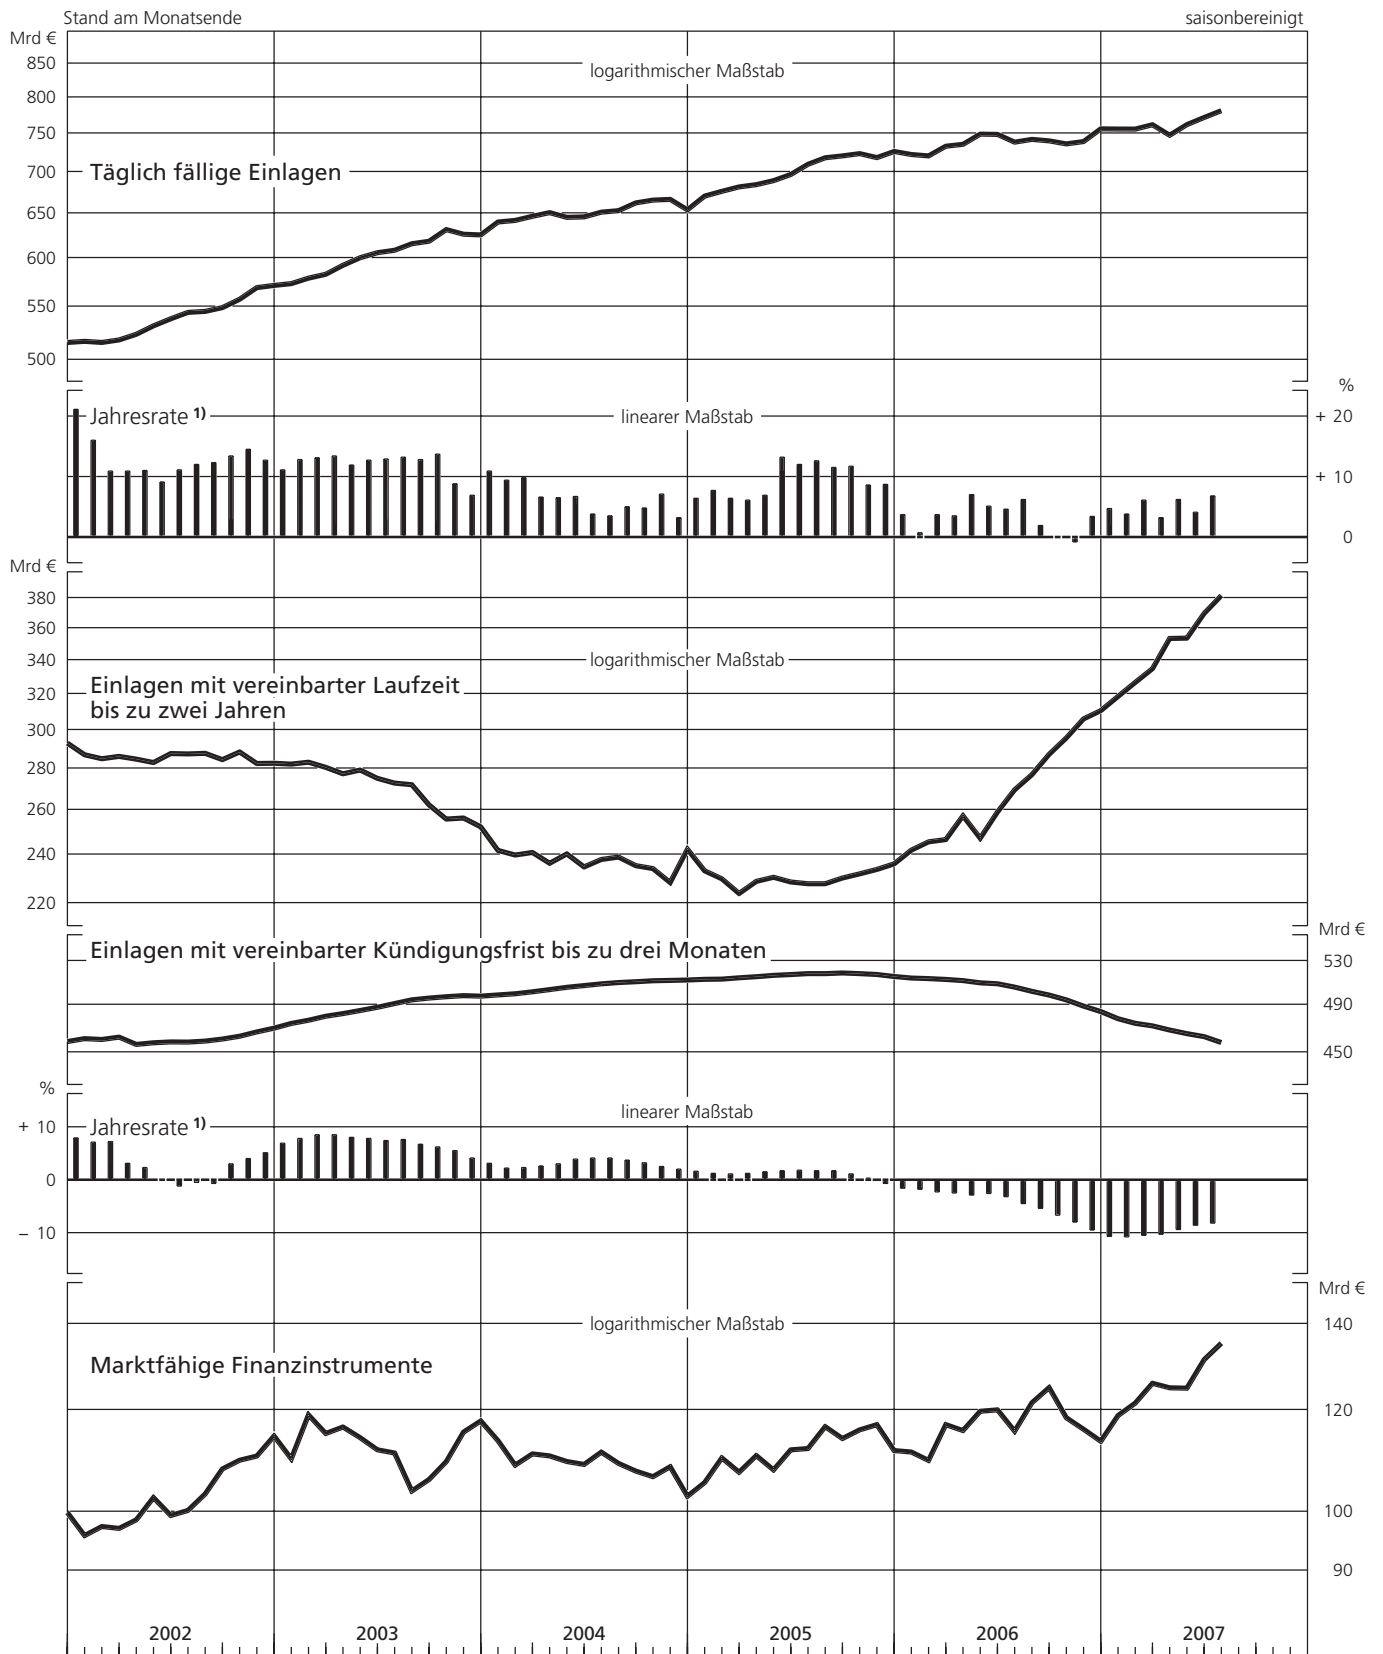 Stand am Monatsende saisonbereinigt
Mrd €
850
logarithmischer Maßstab
800
750
700
Täglich fällige Einlagen
650
600
550
500
%
Jahresrate 1)
linearer Maßstab
+ 20
+ 10
0
Mrd €
380
360
340
logarithmischer Maßstab
Einlagen mit vereinbarter Laufzeit
bis zu zwei Jahren
320
300
280
260
240
220
Mrd €
Einlagen mit vereinbarter Kündigungsfrist bis zu drei Monaten
530
490
450
%
linearer Maßstab
+ 10
Jahresrate 1)
0
– 10
Mrd €
logarithmischer Maßstab
140
Marktfähige Finanzinstrumente
120
100
90
2002 2003 2004 2005 2006 2007